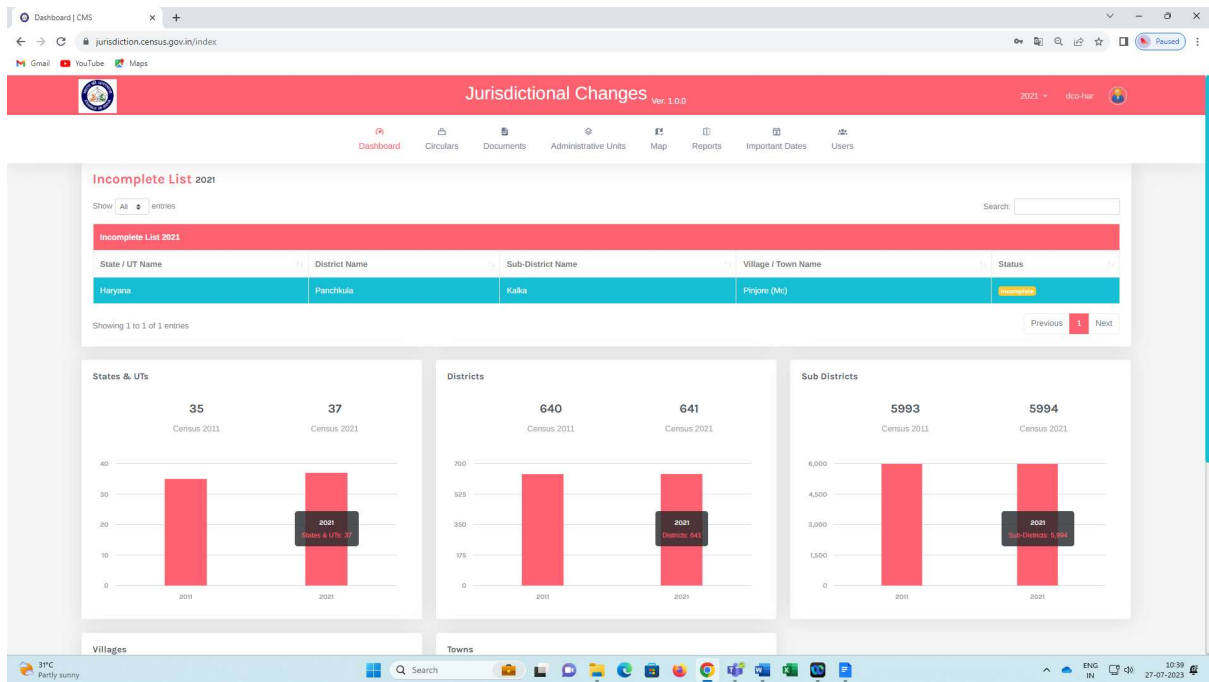 Dashboard | CMS
jurisdiction.census.gov.in/index
Paused
Gmail YouTube Maps
Jurisdictional Changes Ver. 1.0.0
2021 dco-har
Dashboard Circulars Documents Administrative Units Map Reports Important Dates Users
Incomplete List 2021
Show All entries
Search:
Incomplete List 2021
State / UT Name District Name Sub-District Name Village / Town Name Status
Haryana Panchkula Kalka Pinjore (Mc) Incomplete
Showing 1 to 1 of 1 entries
Previous 1 Next
States & UTs
35 37
Census 2011 Census 2021
40
30
20
10
0
2021
States & UTs: 37
2011 2021
Districts
640 641
Census 2011 Census 2021
700
525
350
175
0
2021
Districts: 641
2011 2021
Sub Districts
5993 5994
Census 2011 Census 2021
6,000
4,500
3,000
1,500
0
2021
Sub-Districts: 5,994
2011 2021
Villages
Towns
31°C
Partly sunny
Search
ENG
IN
10:39
27-07-2023